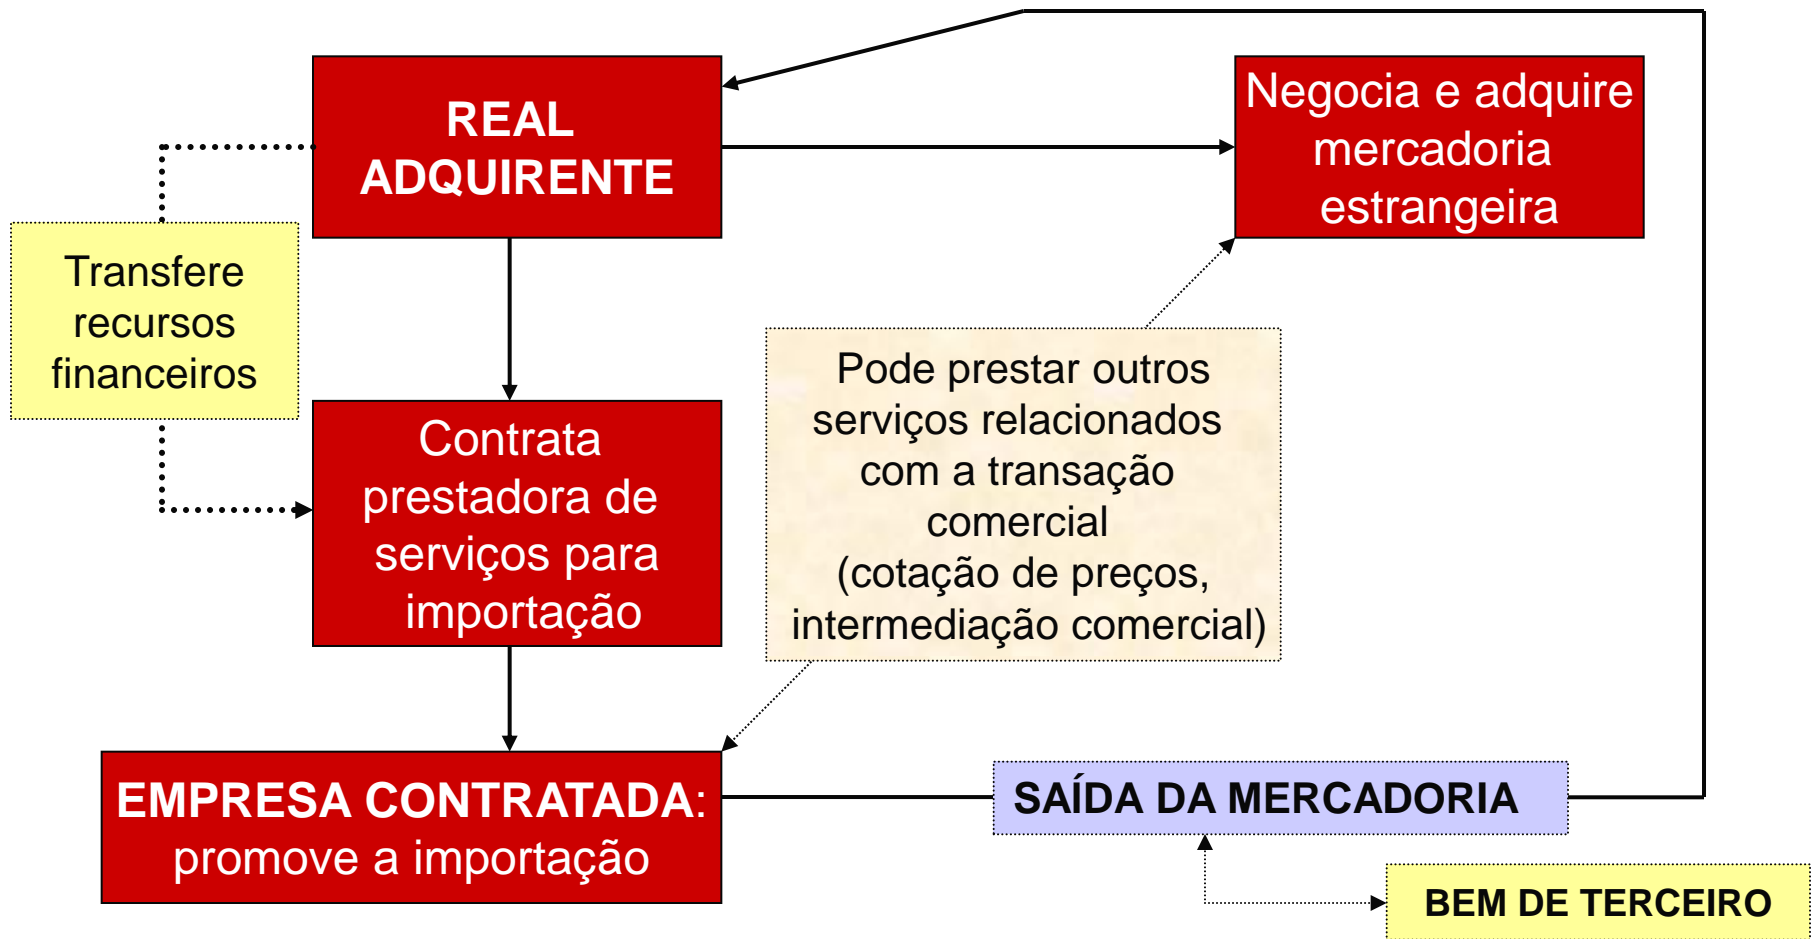 REAL
ADQUIRENTE
Negocia e adquire
mercadoria
estrangeira
Transfere
recursos
financeiros
Contrata
prestadora de
serviços para
importação
Pode prestar outros
serviços relacionados
com a transação
comercial
(cotação de preços,
intermediação comercial)
EMPRESA CONTRATADA:
promove a importação
SAÍDA DA MERCADORIA
BEM DE TERCEIRO